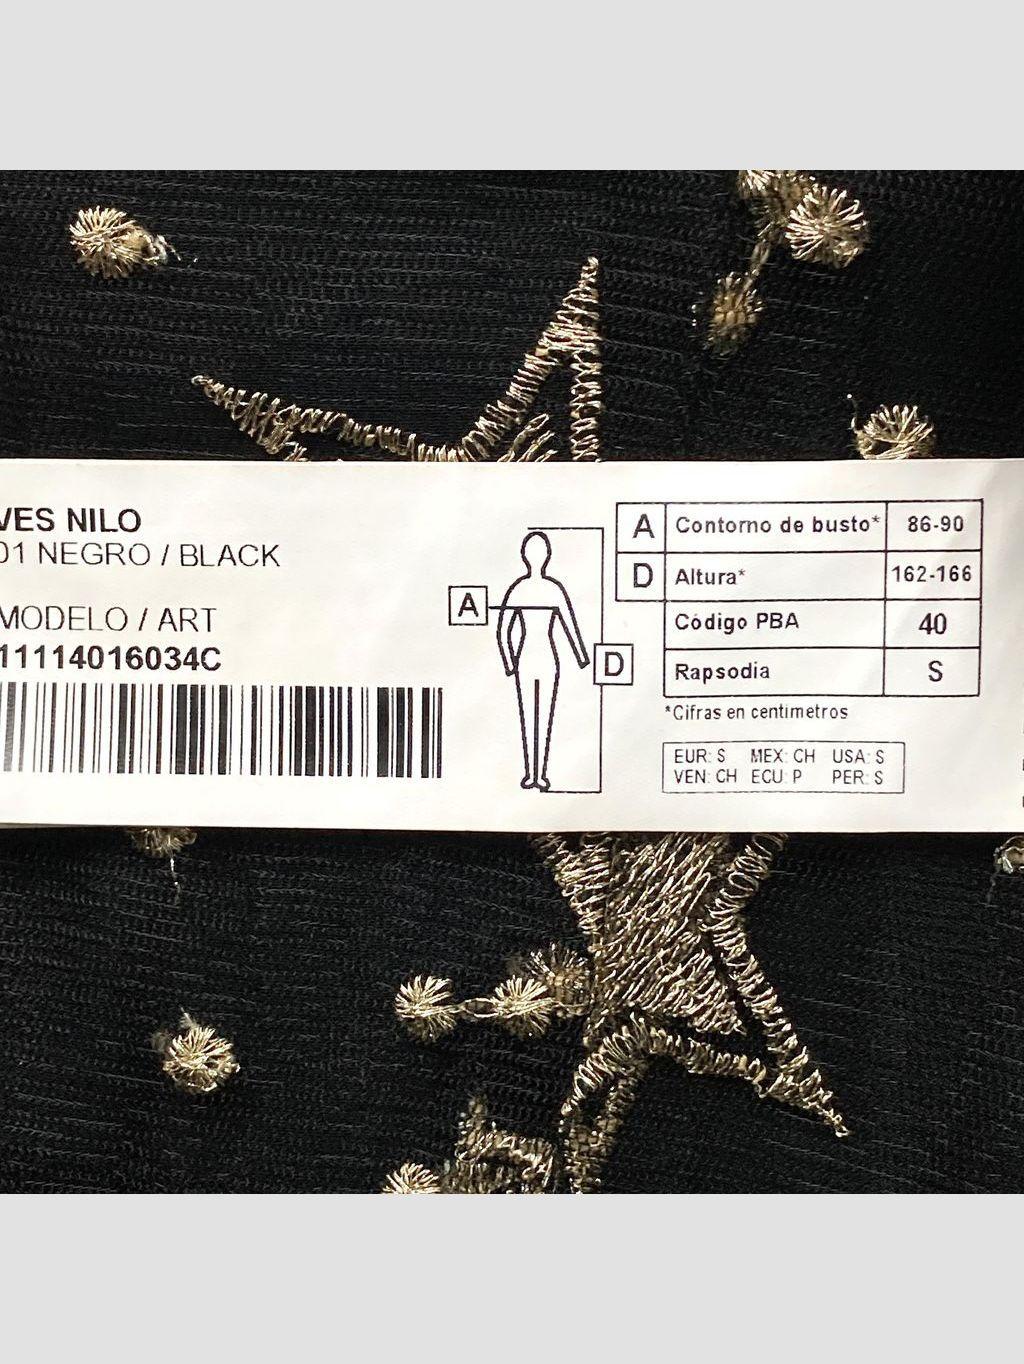 VES NILO
01 NEGRO / BLACK
MODELO / ART
11114016034C
A
D
A Contorno de busto* 86-90
D Altura* 162-166
Código PBA 40
Rapsodia S
*Cifras en centimetros
EUR: S MEX: CH USA: S
VEN: CH ECU: P PER: S